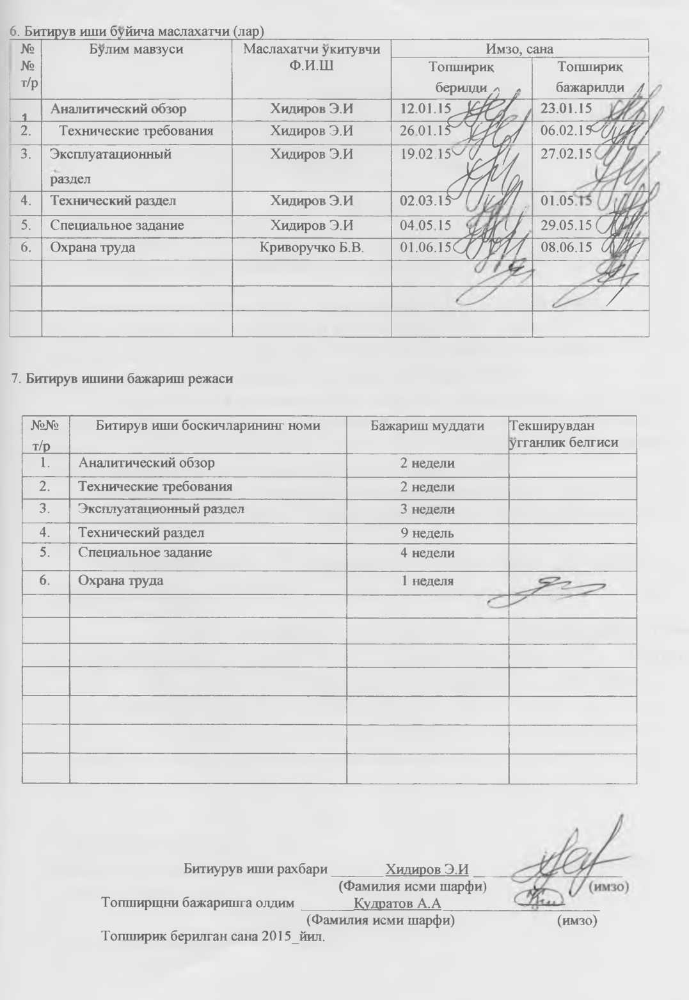 6. Битирув иши бўйича маслахатчи (лар)
№ Бўлим мавзуси Маслахатчи ўкитувчи Имзо, сана
№ Ф.И.Ш Топшириқ Топшириқ
т/р берилди бажарилди
1 Аналитический обзор Хидиров Э.И 12.01.15 23.01.15
2. Технические требования Хидиров Э.И 26.01.15 06.02.15
3. Эксплуатационный Хидиров Э.И 19.02.15 27.02.15
раздел
4. Технический раздел Хидиров Э.И 02.03.15 01.05.15
5. Специальное задание Хидиров Э.И 04.05.15 29.05.15
6. Охрана труда Криворучко Б.В. 01.06.15 08.06.15
7. Битирув ишини бажариш режаси
№№ Битирув иши боскичларининг номи Бажариш муддати Текширувдан
т/р ўгганлик белгиси
1. Аналитический обзор 2 недели
2. Технические требования 2 недели
3. Эксплуатационный раздел 3 недели
4. Технический раздел 9 недель
5. Специальное задание 4 недели
6. Охрана труда 1 неделя
Битиурув иши рахбари Хидиров Э.И
(Фамилия исми шарфи) (имзо)
Топширщни бажаришга олдим Кудратов А.А
(Фамилия исми шарфи) (имзо)
Топширик берилган сана 2015_йил.